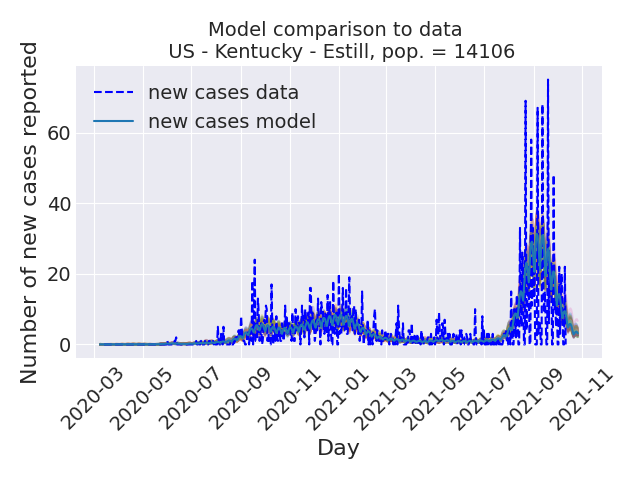 Model comparison to data
US - Kentucky - Estill, pop. = 14106
new cases data
new cases model
Number of new cases reported
60
40
20
0
2020-03
2020-05
2020-07
2020-09
2020-11
2021-01
2021-03
2021-05
2021-07
2021-09
2021-11
Day